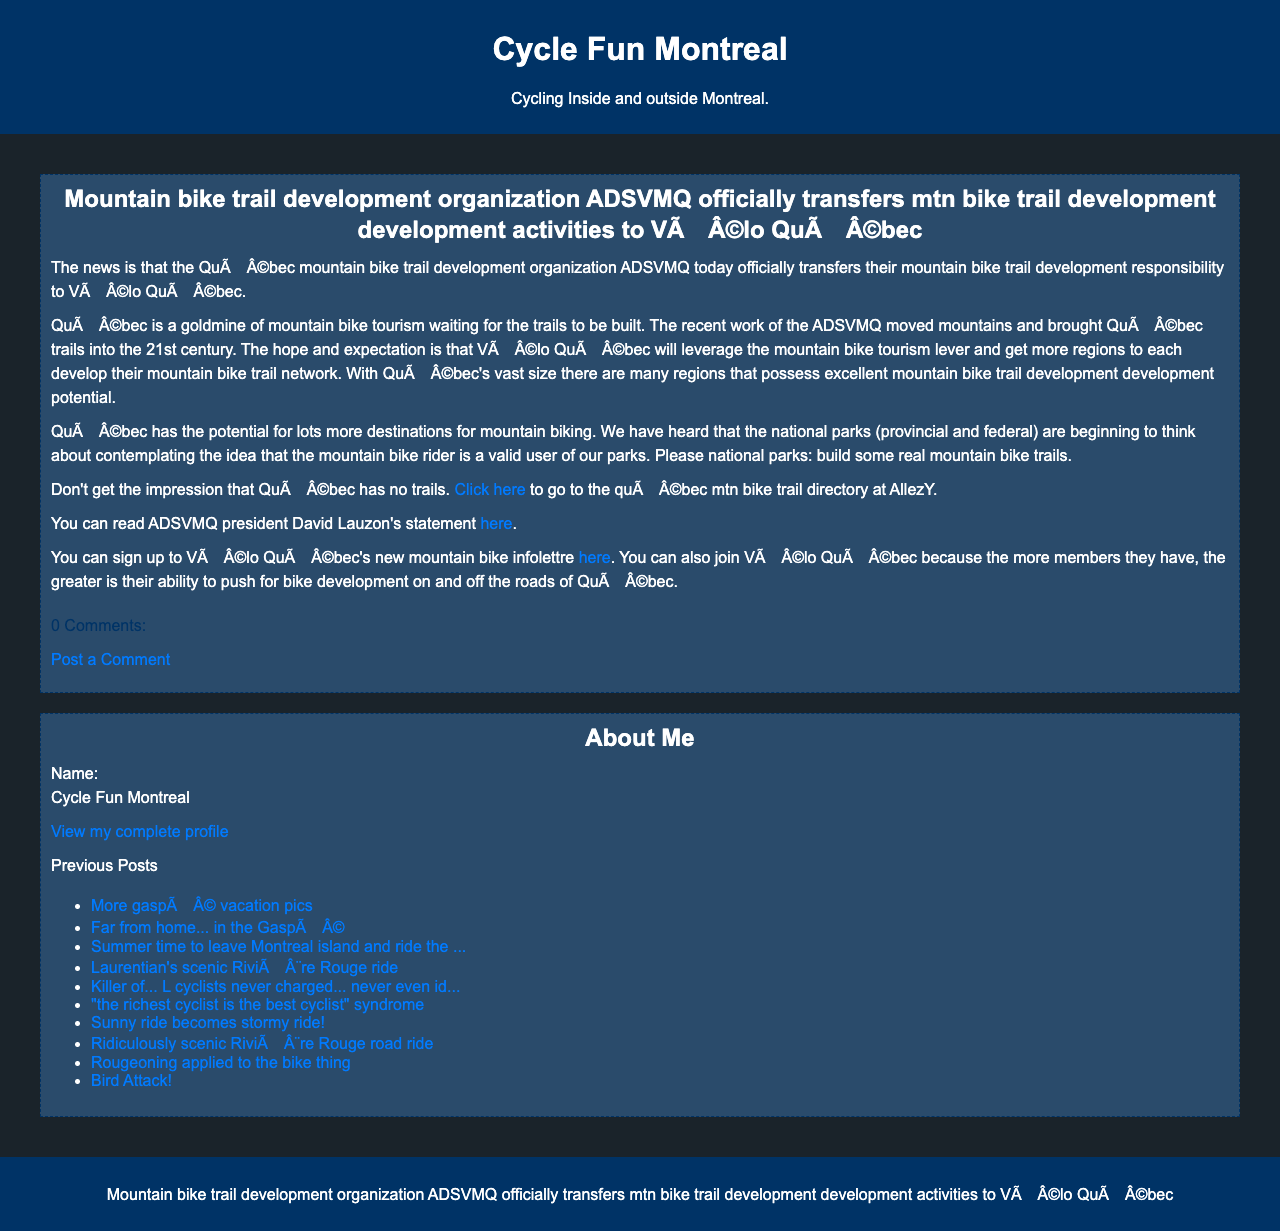 Cycle Fun Montreal
Cycling Inside and outside Montreal.
Mountain bike trail development organization ADSVMQ officially transfers mtn bike trail development
development activities to VÃ Â©lo QuÃ Â©bec
The news is that the QuÃ Â©bec mountain bike trail development organization ADSVMQ today officially transfers their mountain bike trail development responsibility
to VÃ Â©lo QuÃ Â©bec.
QuÃ Â©bec is a goldmine of mountain bike tourism waiting for the trails to be built. The recent work of the ADSVMQ moved mountains and brought QuÃ Â©bec
trails into the 21st century. The hope and expectation is that VÃ Â©lo QuÃ Â©bec will leverage the mountain bike tourism lever and get more regions to each
develop their mountain bike trail network. With QuÃ Â©bec's vast size there are many regions that possess excellent mountain bike trail development development
potential.
QuÃ Â©bec has the potential for lots more destinations for mountain biking. We have heard that the national parks (provincial and federal) are beginning to think
about contemplating the idea that the mountain bike rider is a valid user of our parks. Please national parks: build some real mountain bike trails.
Don't get the impression that QuÃ Â©bec has no trails. Click here to go to the quÃ Â©bec mtn bike trail directory at AllezY.
You can read ADSVMQ president David Lauzon's statement here.
You can sign up to VÃ Â©lo QuÃ Â©bec's new mountain bike infolettre here. You can also join VÃ Â©lo QuÃ Â©bec because the more members they have, the
greater is their ability to push for bike development on and off the roads of QuÃ Â©bec.
0 Comments:
Post a Comment
About Me
Name:
Cycle Fun Montreal
View my complete profile
Previous Posts
More gaspÃ Â© vacation pics
Far from home... in the GaspÃ Â©
Summer time to leave Montreal island and ride the ...
Laurentian's scenic RiviÃ Â¨re Rouge ride
Killer of... L cyclists never charged... never even id...
"the richest cyclist is the best cyclist" syndrome
Sunny ride becomes stormy ride!
Ridiculously scenic RiviÃ Â¨re Rouge road ride
Rougeoning applied to the bike thing
Bird Attack!
Mountain bike trail development organization ADSVMQ officially transfers mtn bike trail development development activities to VÃ Â©lo QuÃ Â©bec